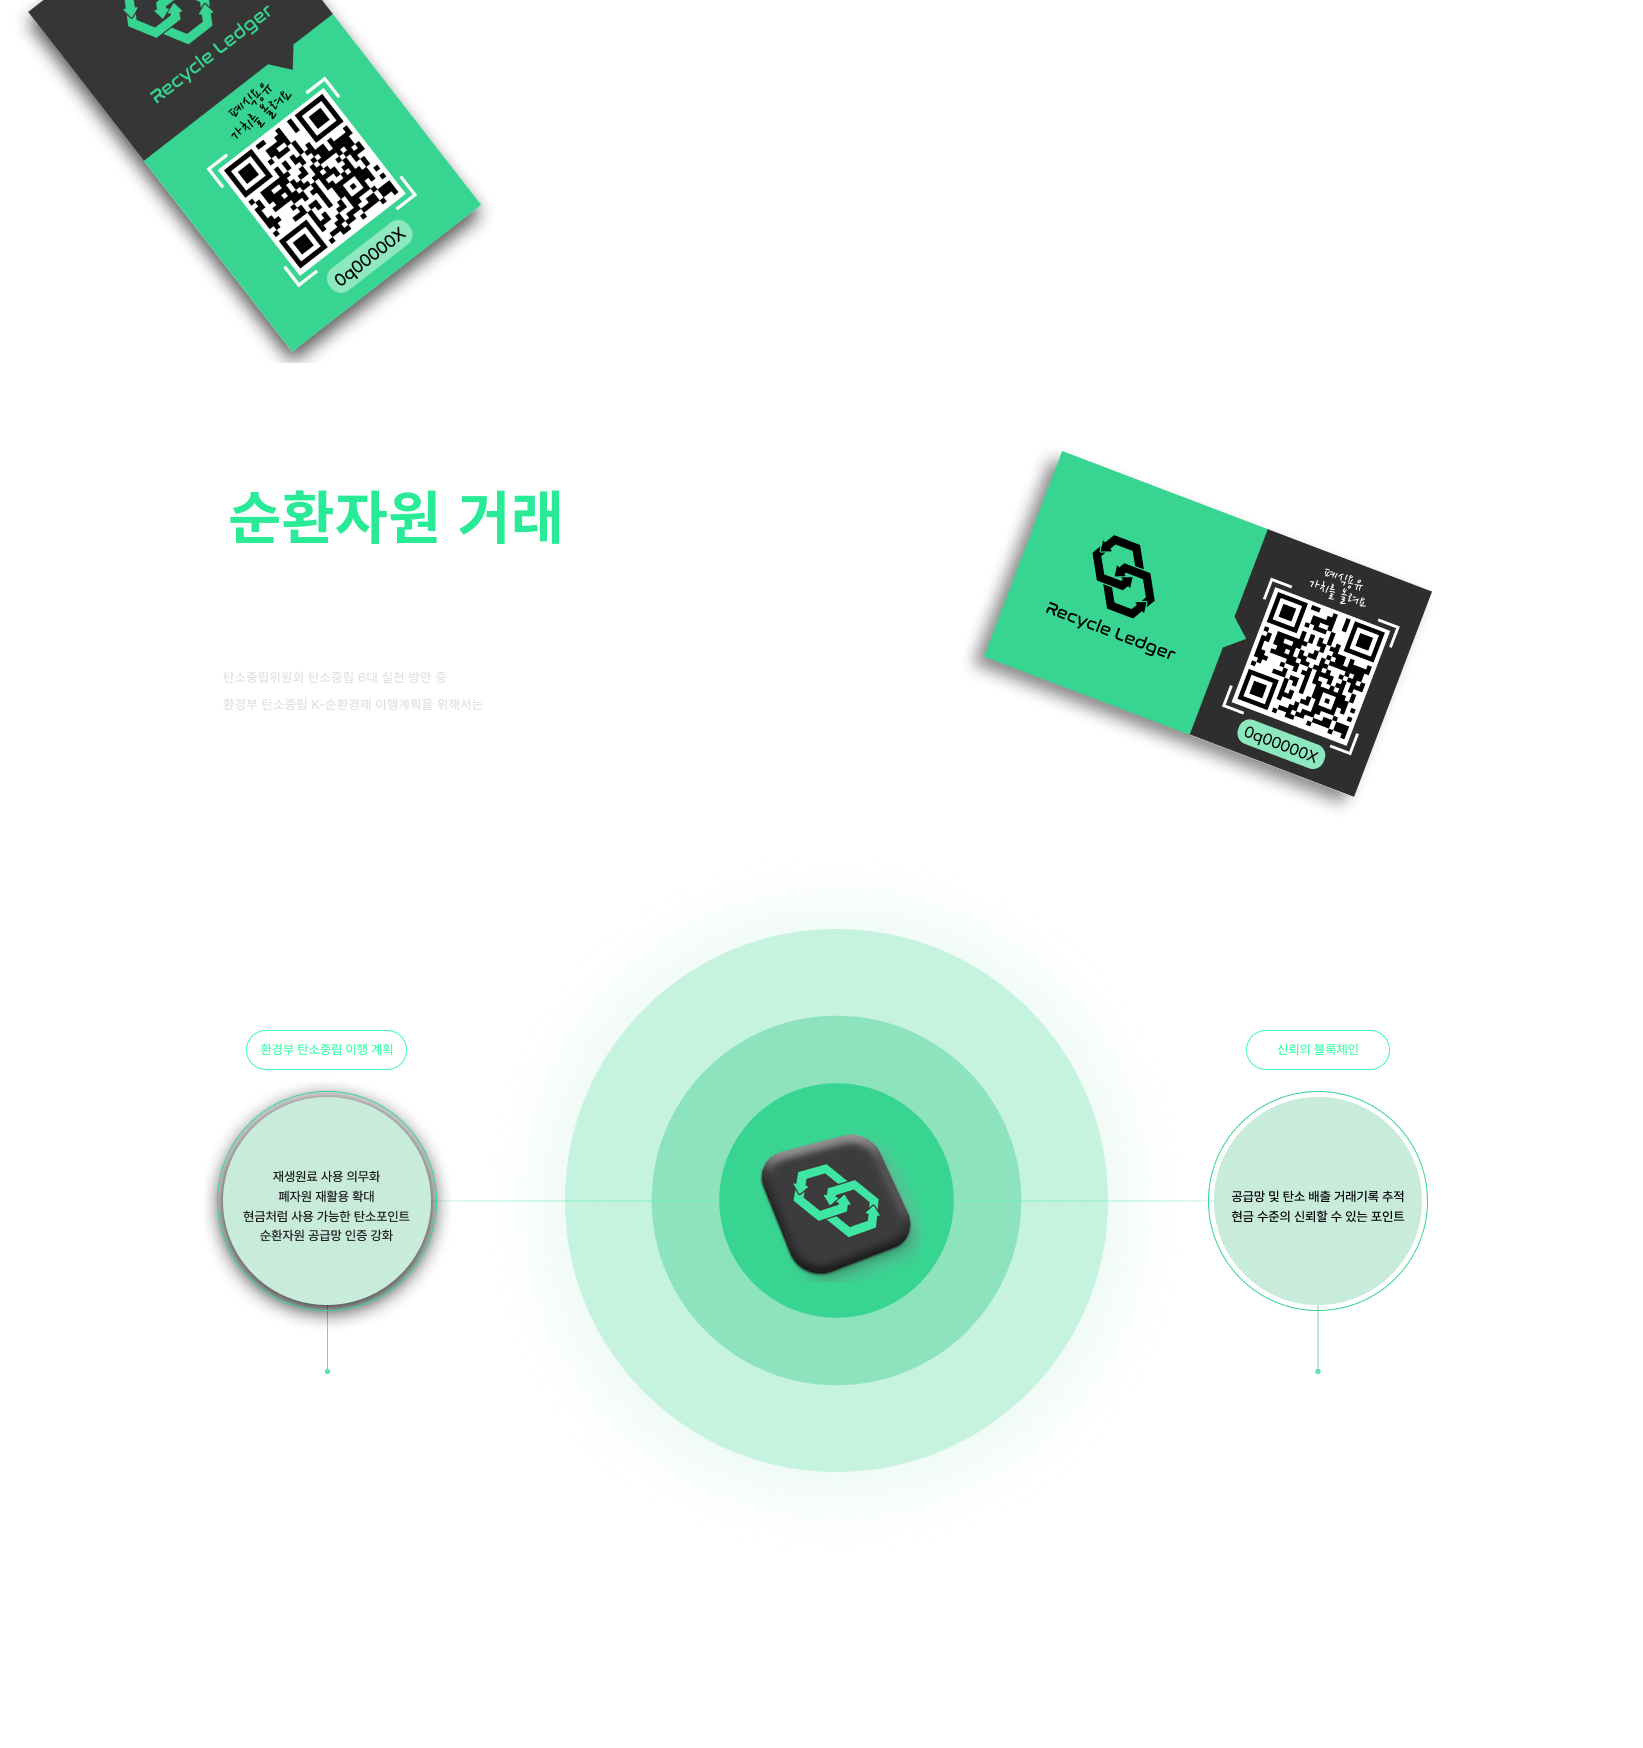 Recycle Ledger
폐식용유
가치를 올려요
0q00000X
순환자원 거래
Recycle Ledger
폐식용유
가치를 올려요
0q00000X
탄소중립위원회 탄소중립 6대 실천 방안 중
환경부 탄소중립 K-순환경제 이행계획을 위해서는
환경부 탄소중립 이행 계획
재생원료 사용 의무화
폐자원 재활용 확대
현금처럼 사용 가능한 탄소포인트
순환자원 공급망 인증 강화
신뢰의 블록체인
공급망 및 탄소 배출 거래기록 추적
현금 수준의 신뢰할 수 있는 포인트